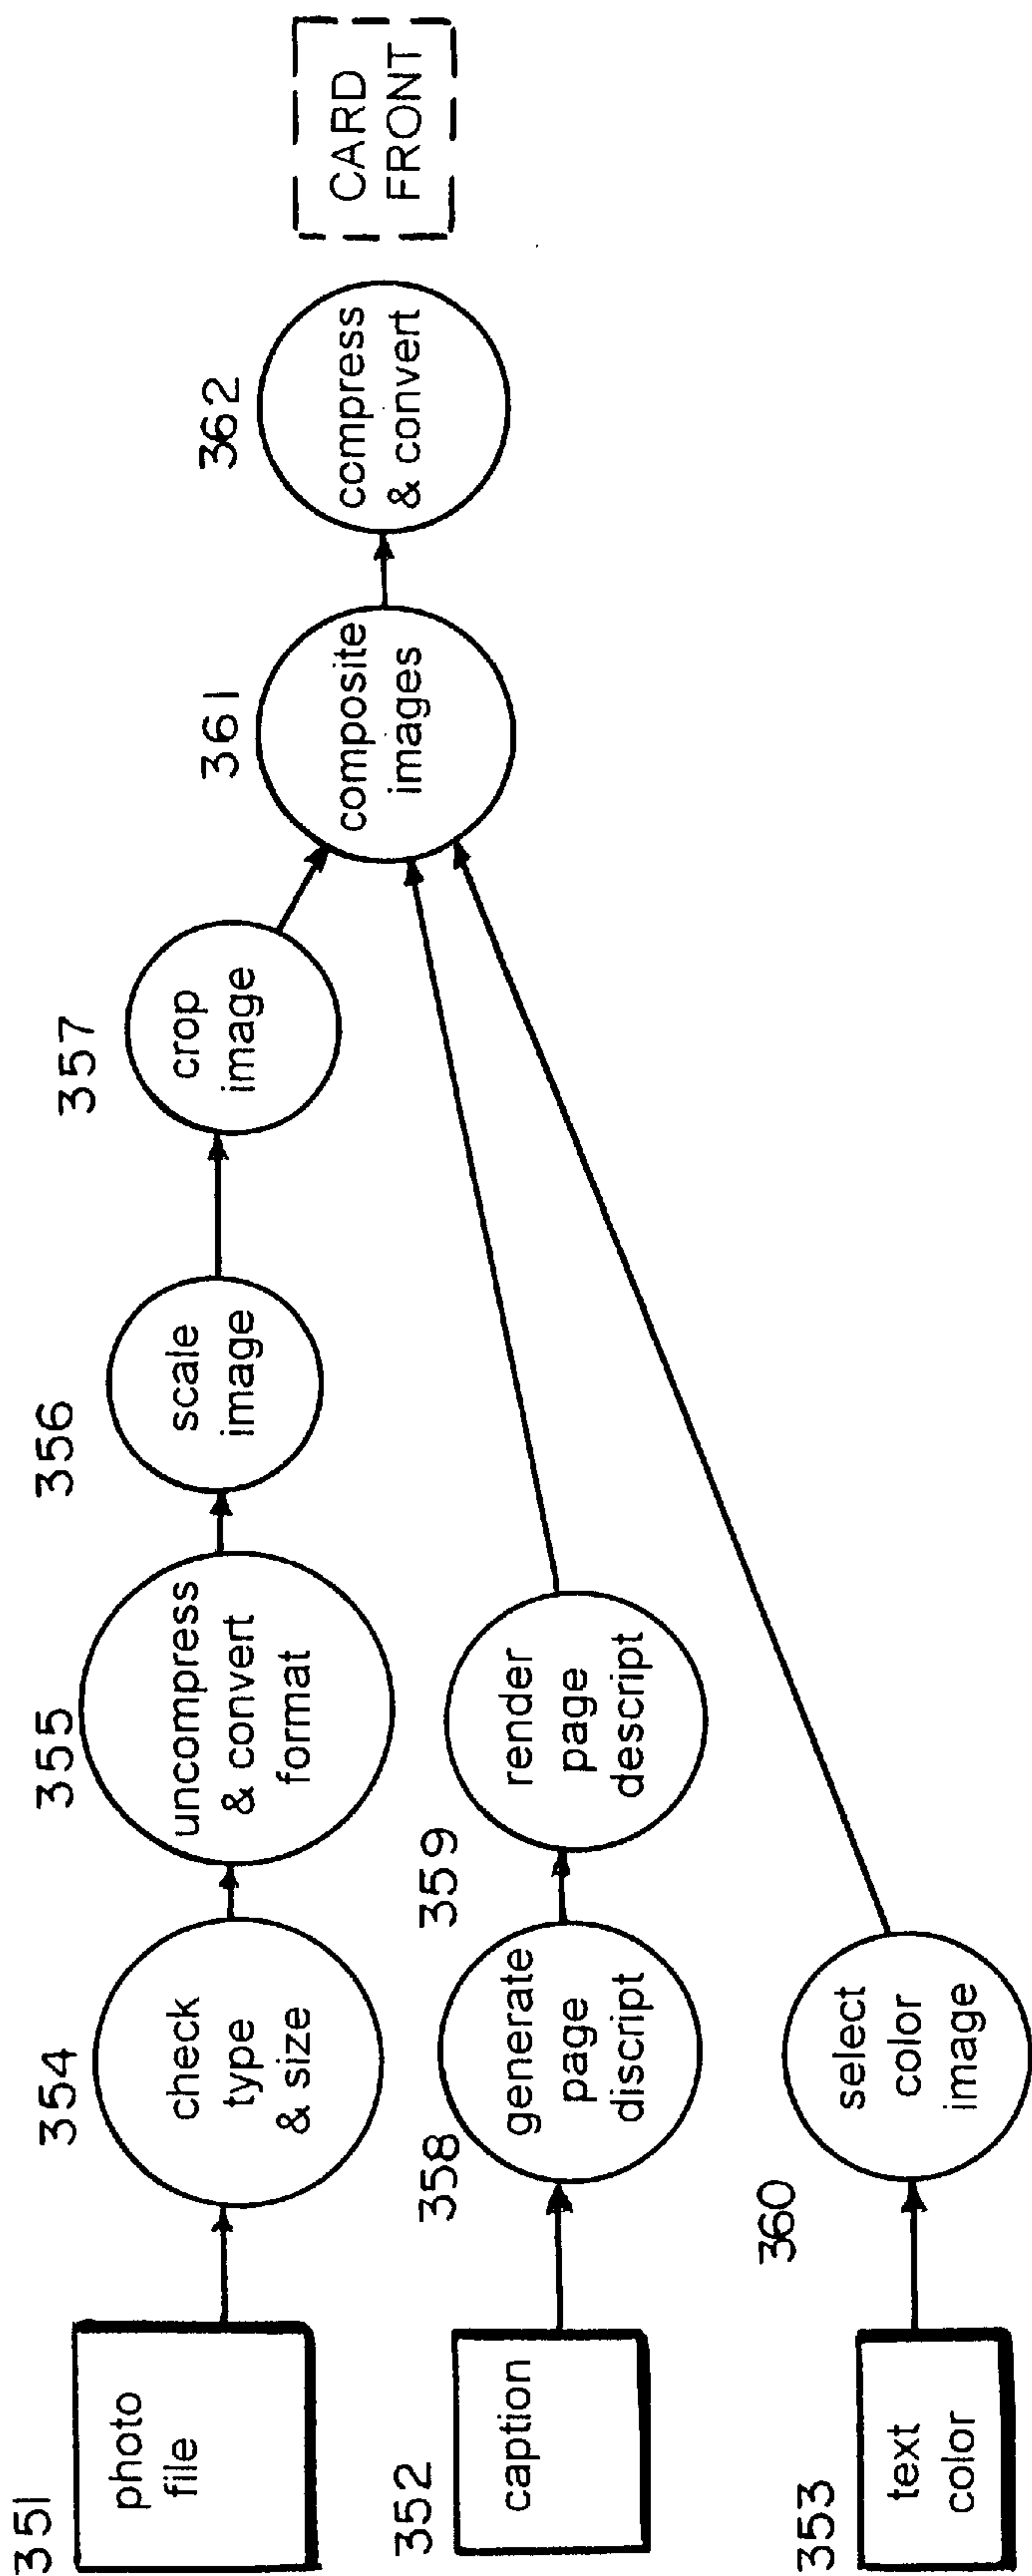 351
photo
file
354
check
type
& size
355
uncompress
& convert
format
356
scale
image
357
crop
image
352
caption
358
generate
page
discript
359
render
page
descript
353
text
color
360
select
color
image
361
composite
images
362
compress
& convert
CARD
FRONT